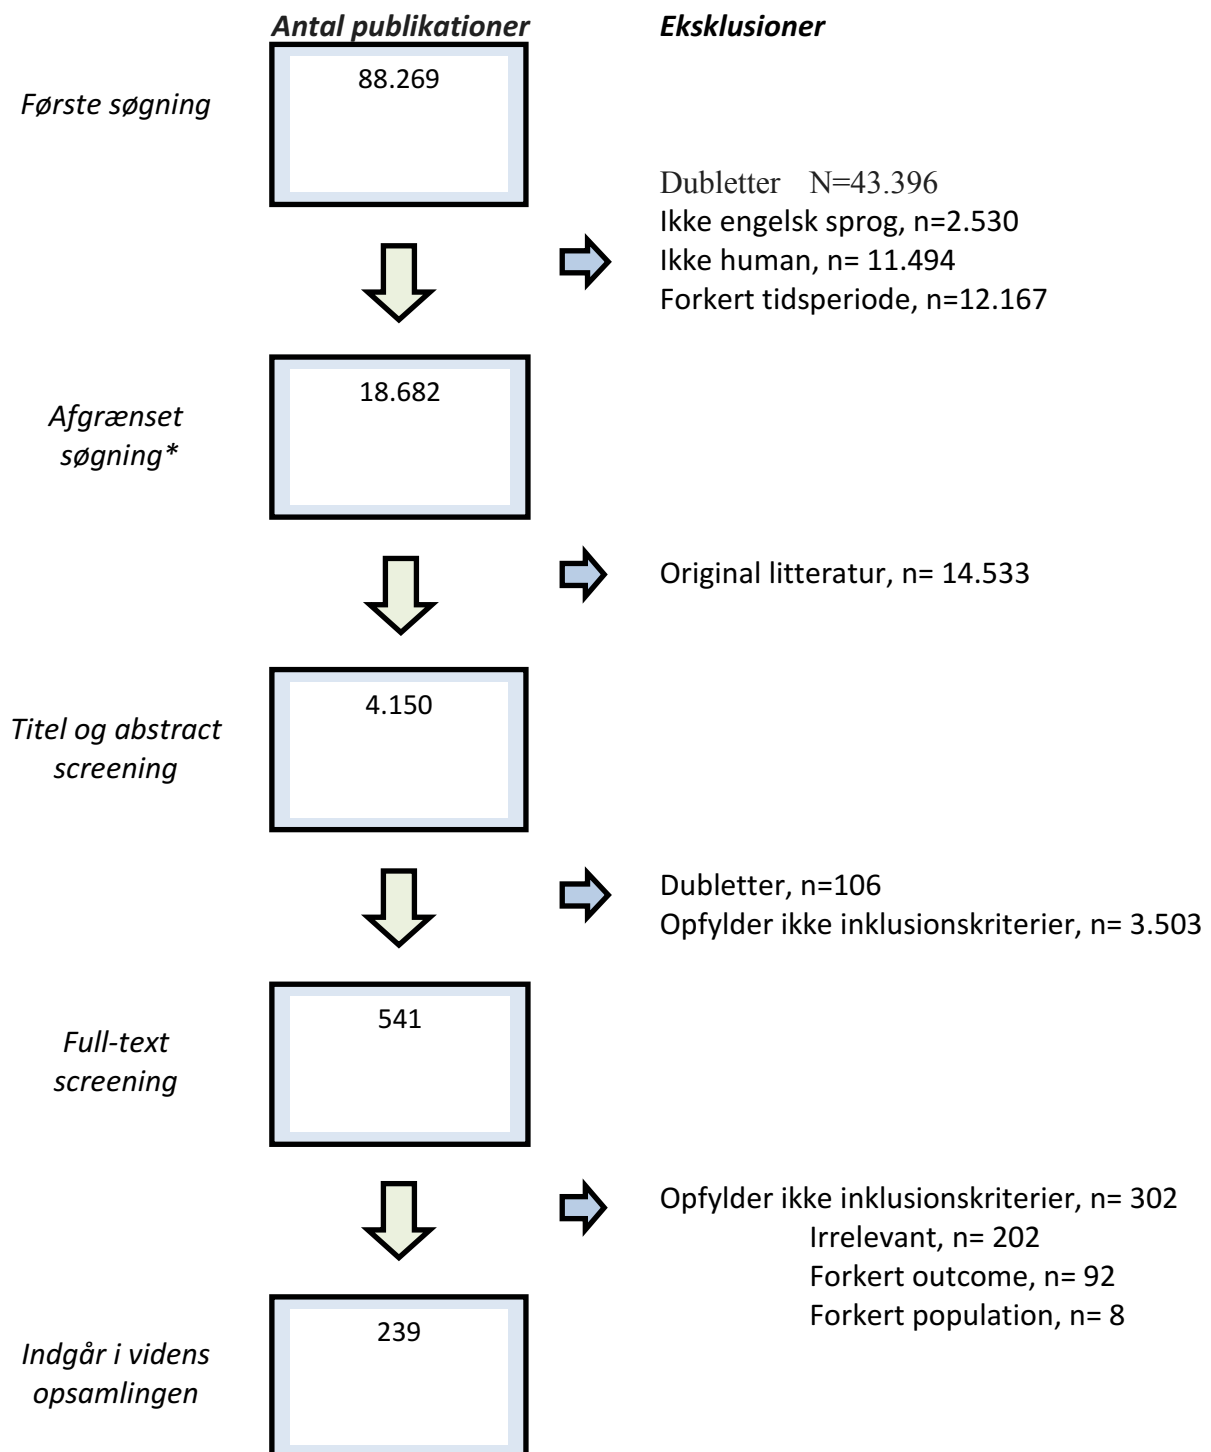 Antal publikationer
Eksklusioner
Første søgning
88.269
Dubletter N=43.396
Ikke engelsk sprog, n=2.530
Ikke human, n= 11.494
Forkert tidsperiode, n=12.167
Afgrænset
søgning*
18.682
Original litteratur, n= 14.533
Titel og abstract
screening
4.150
Dubletter, n=106
Opfylder ikke inklusionskriterier, n= 3.503
Full-text
screening
541
Opfylder ikke inklusionskriterier, n= 302
Irrelevant, n= 202
Forkert outcome, n= 92
Forkert population, n= 8
Indgår i videns
opsamlingen
239